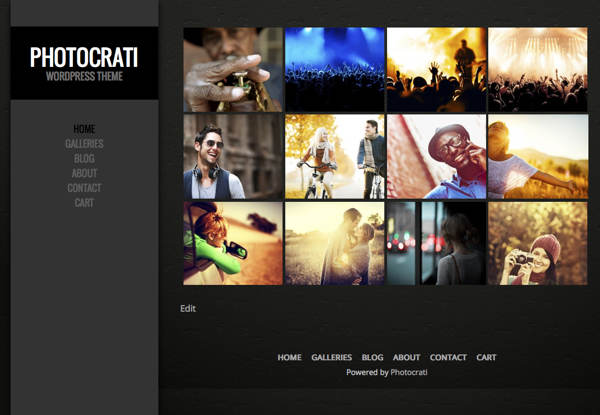 PHOTOCRATI
WORDPRESS THEME
HOME
GALLERIES
BLOG
ABOUT
CONTACT
CART
Edit
HOME GALLERIES BLOG ABOUT CONTACT CART
Powered by Photocrati